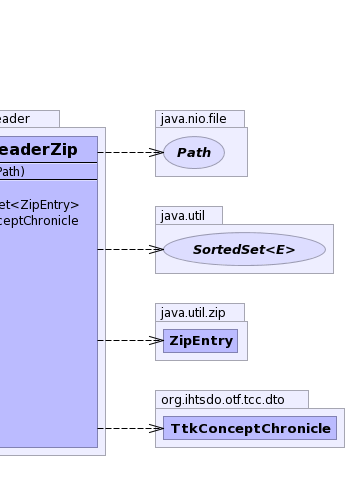 eader
eaderZip
Path)
et<ZipEntry>
ceptChronicle
java.nio.file
Path
java.util
SortedSet<E>
java.util.zip
ZipEntry
org.ihtsdo.otf.tcc.dto
TtkConceptChronicle